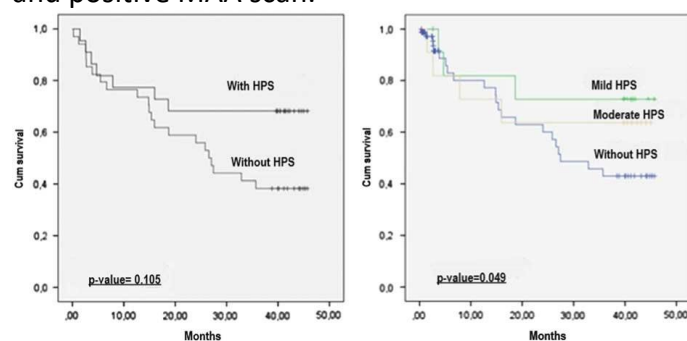 and positive MAA scan.
1,0
0,8
0,6
0,4
0,2
0,0
Cum survival
With HPS
Without HPS
p-value= 0.105
,00 10,00 20,00 30,00 40,00 50,00
Months
1,0
0,8
0,6
0,4
0,2
0,0
Cum survival
Mild HPS
Moderate HPS
Without HPS
p-value=0.049
,00 10,00 20,00 30,00 40,00 50,00
Months